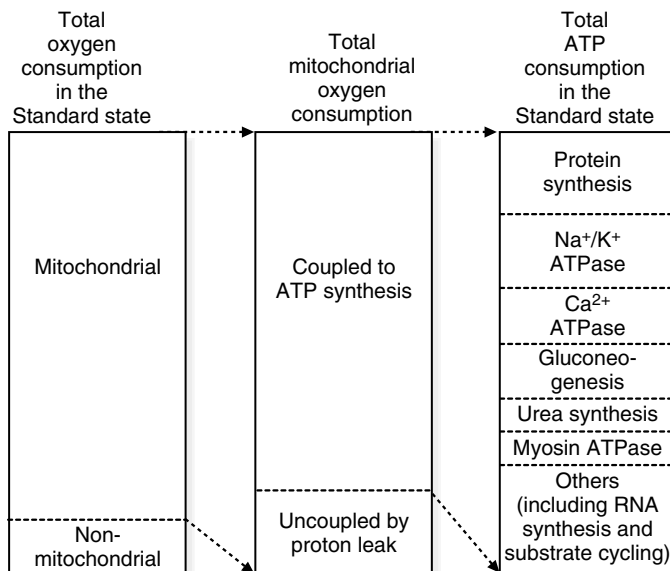 Total
oxygen
consumption
in the
Standard state
Mitochondrial
Non-
mitochondrial
Total
mitochondrial
oxygen
consumption
Coupled to
ATP synthesis
Uncoupled by
proton leak
Total
ATP
consumption
in the
Standard state
Protein
synthesis
Na⁺/K⁺
ATPase
Ca²⁺
ATPase
Gluconeo-
genesis
Urea synthesis
Myosin ATPase
Others
(including RNA
synthesis and
substrate cycling)